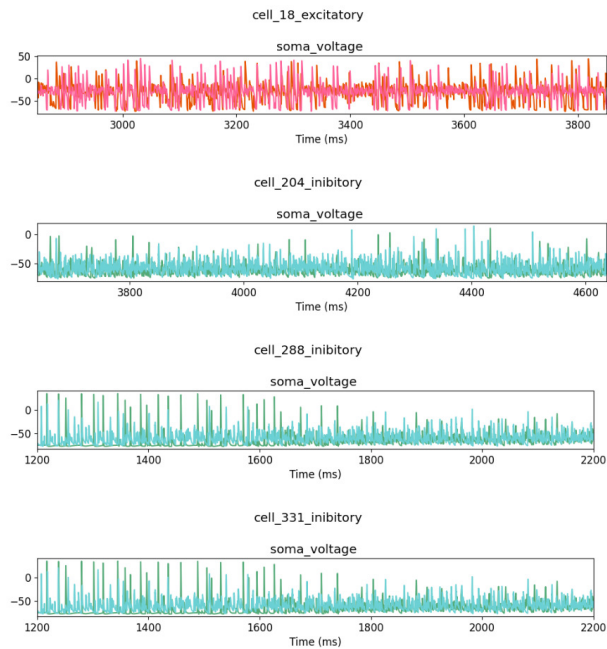 cell_18_excitatory
soma_voltage
50
0
−50
3000 3200 3400 3600 3800
Time (ms)
cell_204_inibitory
soma_voltage
0
−50
3800 4000 4200 4400 4600
Time (ms)
cell_288_inibitory
soma_voltage
0
−50
1200 1400 1600 1800 2000 2200
Time (ms)
cell_331_inibitory
soma_voltage
0
−50
1200 1400 1600 1800 2000 2200
Time (ms)